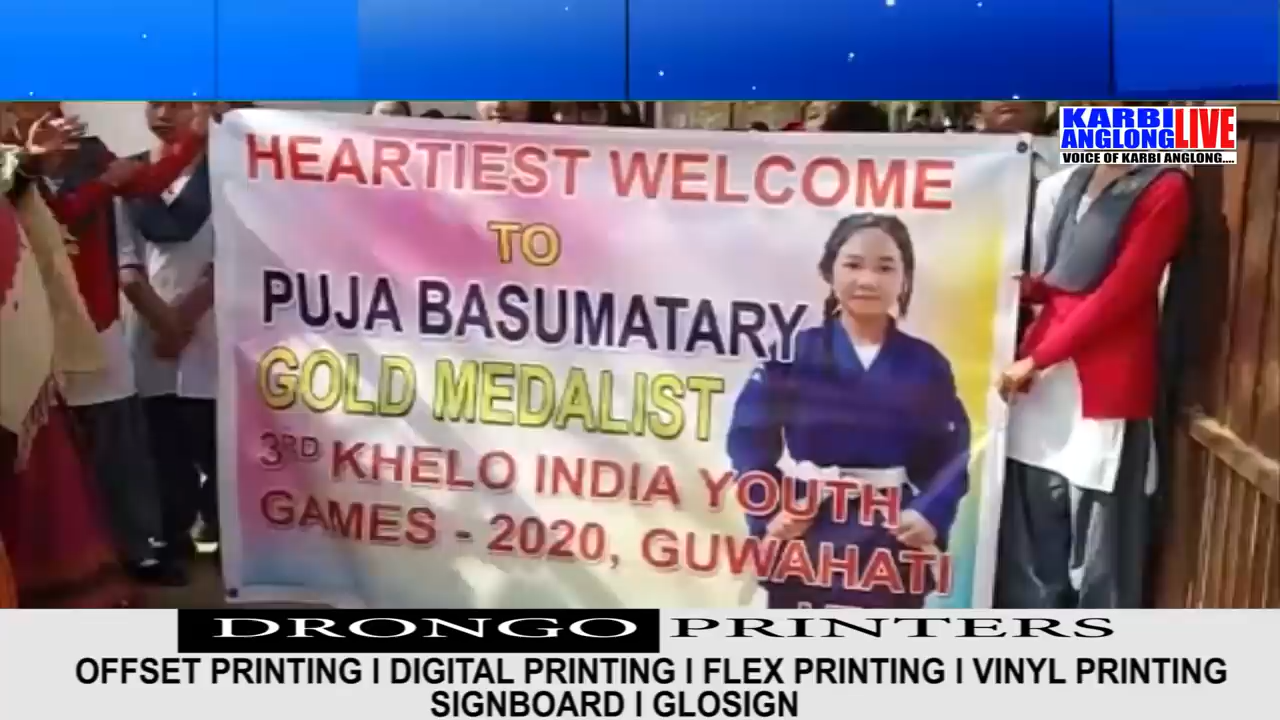 KARBI
ANGLONG LIVE
VOICE OF KARBI ANGLONG....
HEARTIEST WELCOME
TO
PUJA BASUMATARY
GOLD MEDALIST
3RD KHELO INDIA YOUTH
GAMES - 2020, GUWAHATI
DRONGO PRINTERS
OFFSET PRINTING I DIGITAL PRINTING I FLEX PRINTING I VINYL PRINTING
SIGNBOARD I GLOSIGN